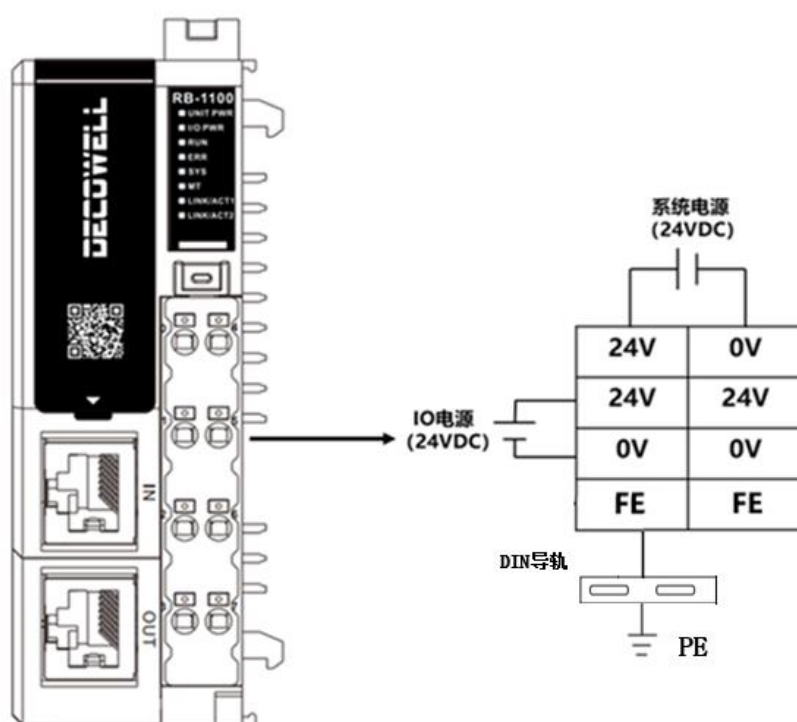 DECOWELL
RB-1100
UNIT PWR
I/O PWR
RUN
ERR
SYS
MT
LINK/ACT1
LINK/ACT2
IN
OUT
系统电源
(24VDC)
24V 0V
IO电源
(24VDC)
24V 24V
0V 0V
FE FE
DIN导轨
PE